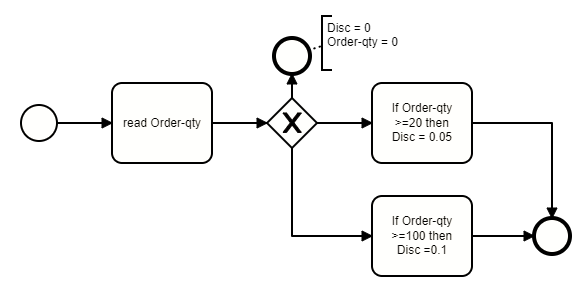 Disc = 0
Order-qty = 0
read Order-qty
X
If Order-qty
>=20 then
Disc = 0.05
If Order-qty
>=100 then
Disc =0.1